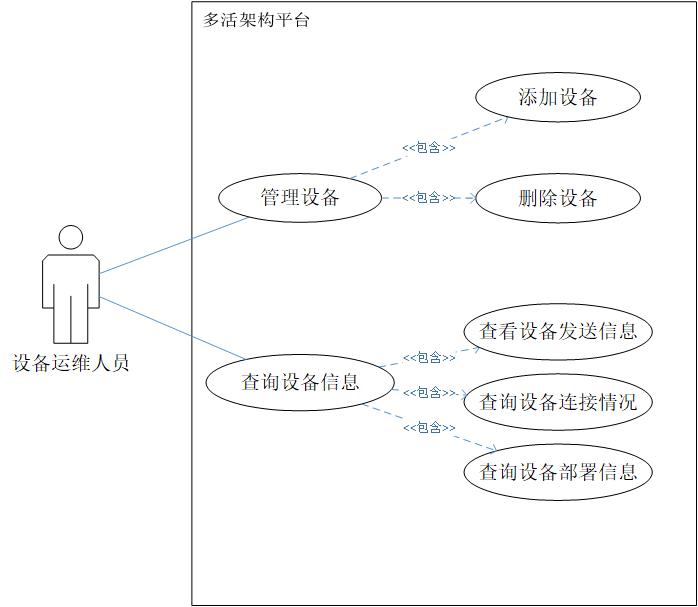 多活架构平台
添加设备
<<包含>>
管理设备
<<包含>>
删除设备
设备运维人员
查看设备发送信息
<<包含>>
查询设备信息
<<包含>>
查询设备连接情况
<<包含>>
查询设备部署信息